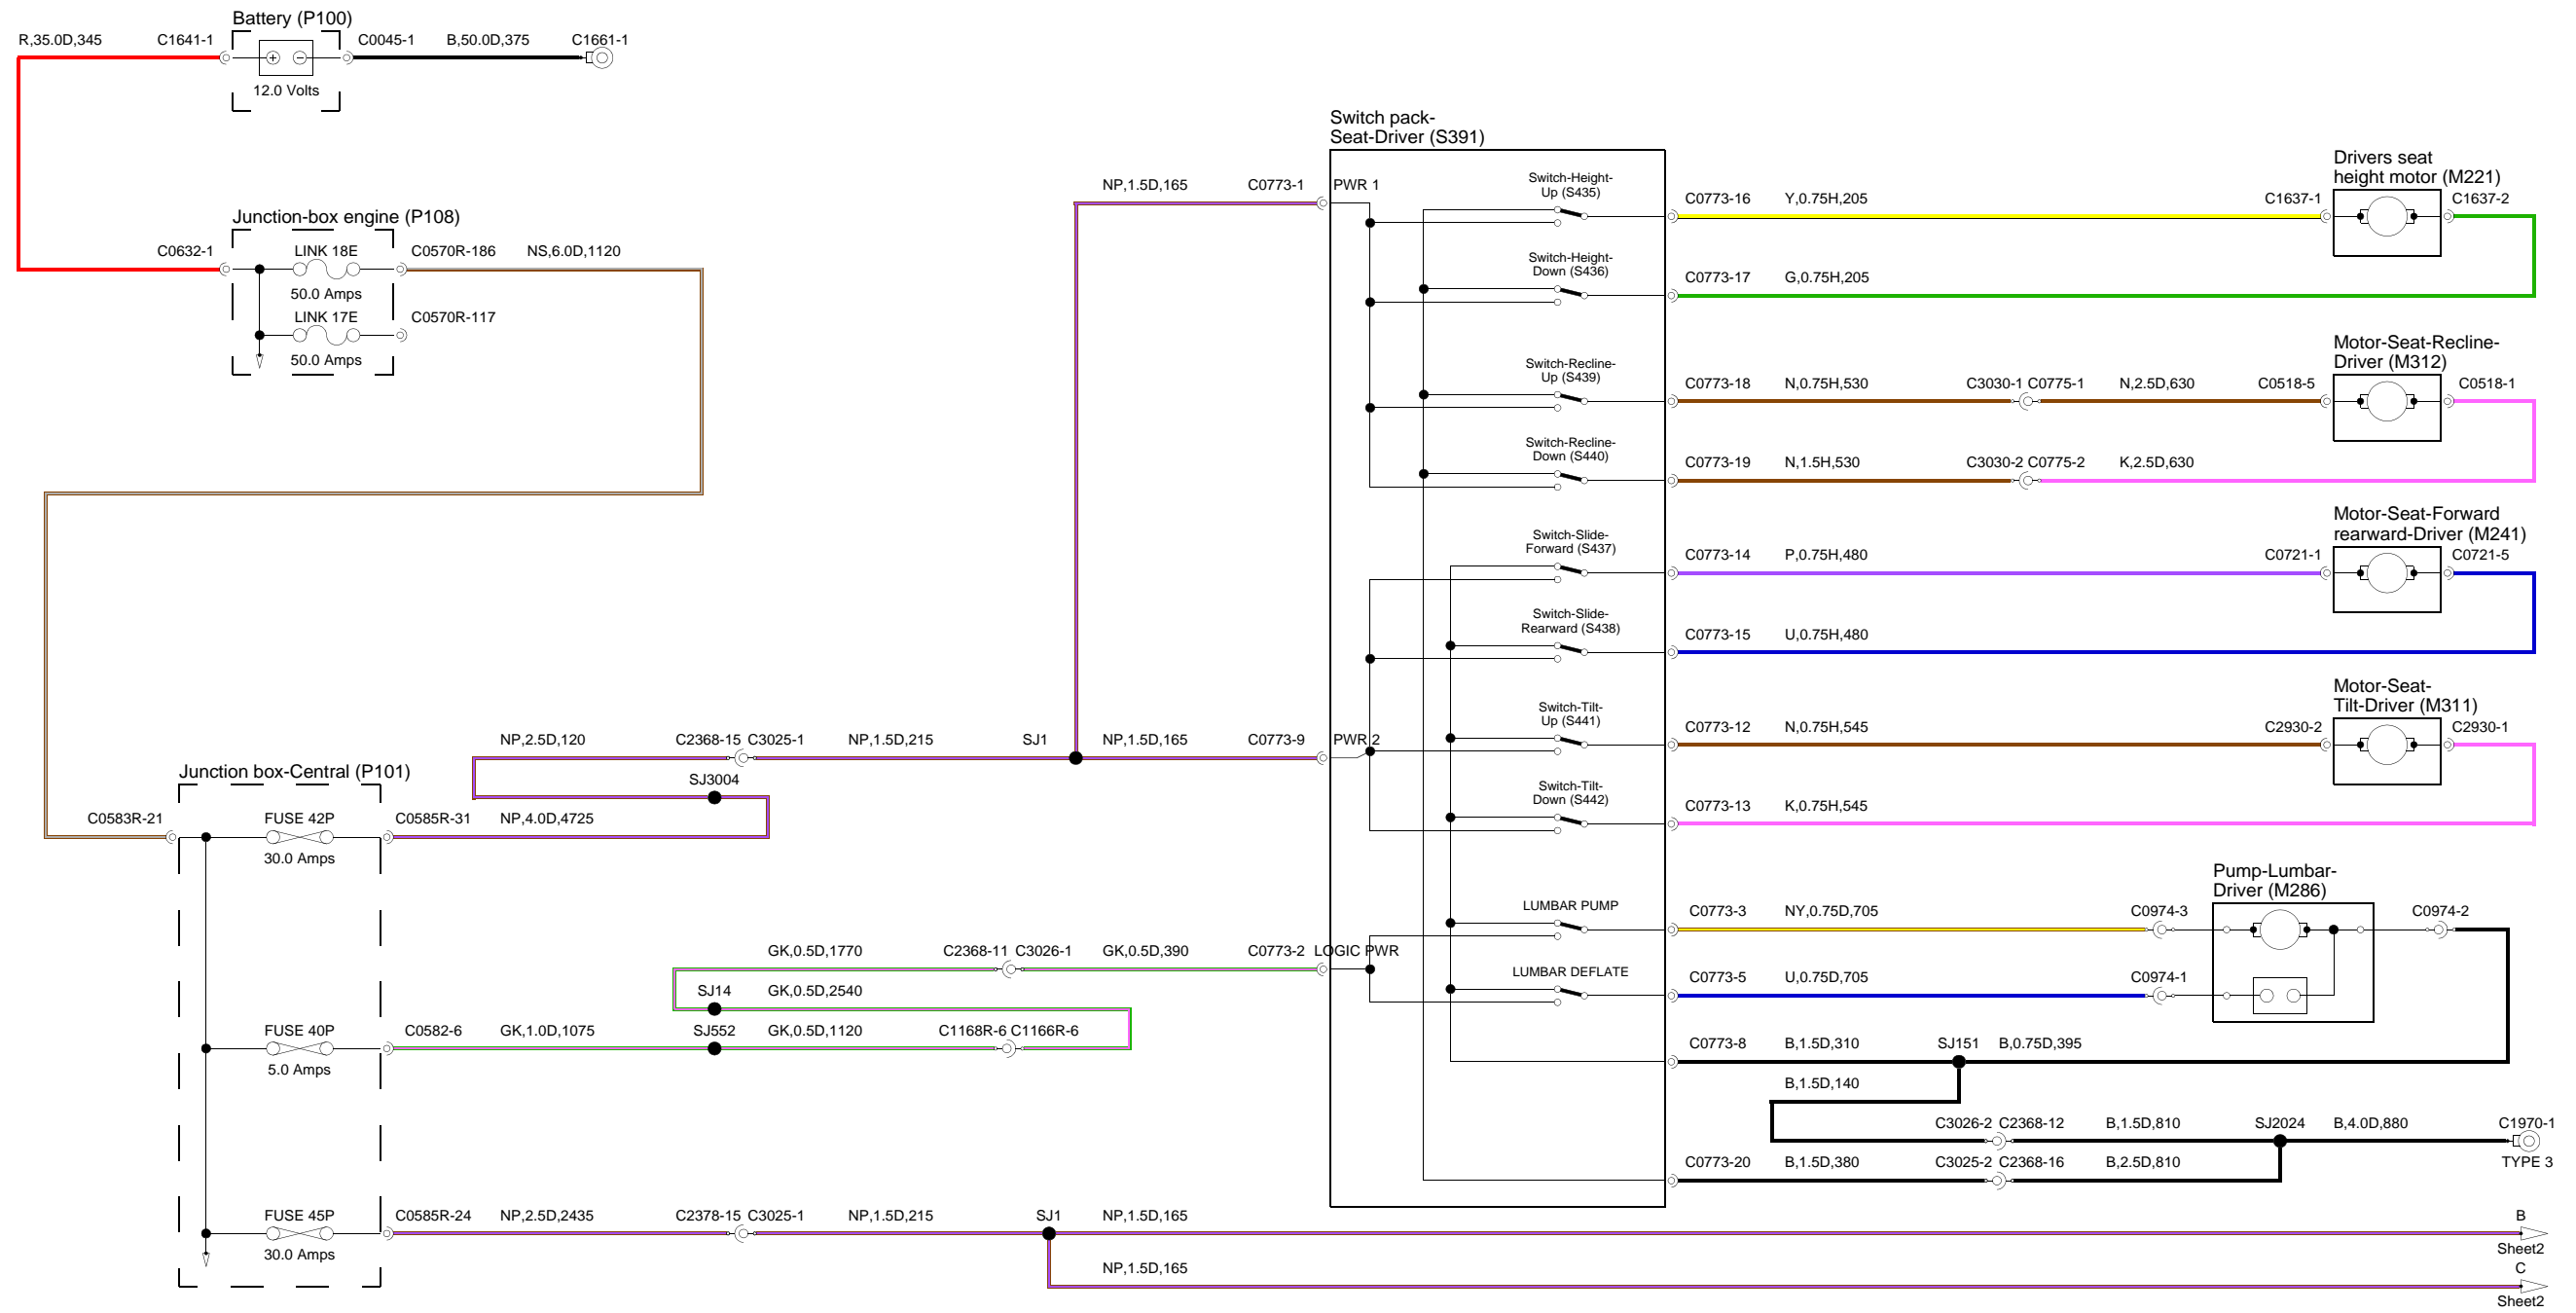 Battery (P100)
R,35.0D,345
C1641-1
C0045-1
B,50.0D,375
C1661-1
12.0 Volts
Junction-box engine (P108)
C0632-1
LINK 18E
C0570R-186
NS,6.0D,1120
50.0 Amps
LINK 17E
C0570R-117
50.0 Amps
Switch pack-
Seat-Driver (S391)
NP,1.5D,165
C0773-1
PWR 1
Switch-Height-
Up (S435)
C0773-16
Y,0.75H,205
C1637-1
Drivers seat
height motor (M221)
C1637-2
Switch-Height-
Down (S436)
C0773-17
G,0.75H,205
Switch-Recline-
Up (S439)
C0773-18
N,0.75H,530
C3030-1 C0775-1
N,2.5D,630
C0518-5
Motor-Seat-Recline-
Driver (M312)
C0518-1
Switch-Recline-
Down (S440)
C0773-19
N,1.5H,530
C3030-2 C0775-2
K,2.5D,630
Switch-Slide-
Forward (S437)
C0773-14
P,0.75H,480
C0721-1
Motor-Seat-Forward
rearward-Driver (M241)
C0721-5
Switch-Slide-
Rearward (S438)
C0773-15
U,0.75H,480
NP,2.5D,120
C2368-15 C3025-1
NP,1.5D,215
SJ1
NP,1.5D,165
C0773-9
PWR 2
Switch-Tilt-
Up (S441)
C0773-12
N,0.75H,545
C2930-2
Motor-Seat-
Tilt-Driver (M311)
C2930-1
Junction box-Central (P101)
SJ3004
Switch-Tilt-
Down (S442)
C0773-13
K,0.75H,545
C0583R-21
FUSE 42P
C0585R-31
NP,4.0D,4725
30.0 Amps
LUMBAR PUMP
C0773-3
NY,0.75D,705
C0974-3
Pump-Lumbar-
Driver (M286)
C0974-2
GK,0.5D,1770
C2368-11 C3026-1
GK,0.5D,390
C0773-2
LOGIC PWR
LUMBAR DEFLATE
C0773-5
U,0.75D,705
C0974-1
SJ14
GK,0.5D,2540
FUSE 40P
C0582-6
GK,1.0D,1075
SJ552
GK,0.5D,1120
C1168R-6 C1166R-6
5.0 Amps
C0773-8
B,1.5D,310
SJ151
B,0.75D,395
B,1.5D,140
C3026-2 C2368-12
B,1.5D,810
SJ2024
B,4.0D,880
C1970-1
TYPE 3
C0773-20
B,1.5D,380
C3025-2 C2368-16
B,2.5D,810
FUSE 45P
C0585R-24
NP,2.5D,2435
C2378-15 C3025-1
NP,1.5D,215
SJ1
NP,1.5D,165
B
Sheet2
30.0 Amps
NP,1.5D,165
C
Sheet2